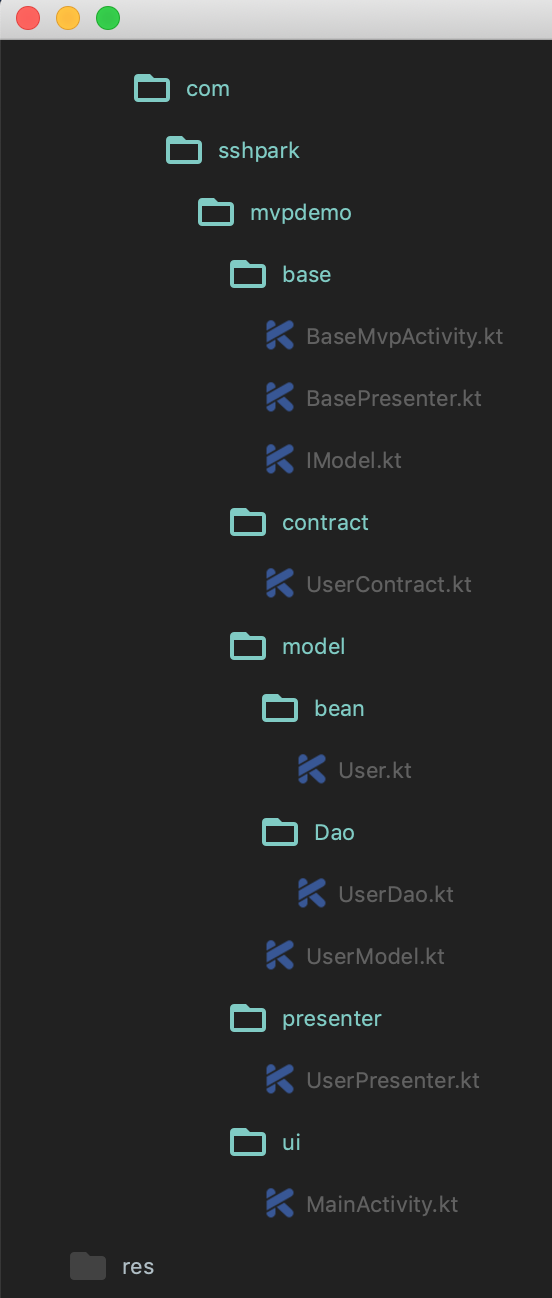 com
sshpark
mvpdemo
base
BaseMvpActivity.kt
BasePresenter.kt
IModel.kt
contract
UserContract.kt
model
bean
User.kt
Dao
UserDao.kt
UserModel.kt
presenter
UserPresenter.kt
ui
MainActivity.kt
res